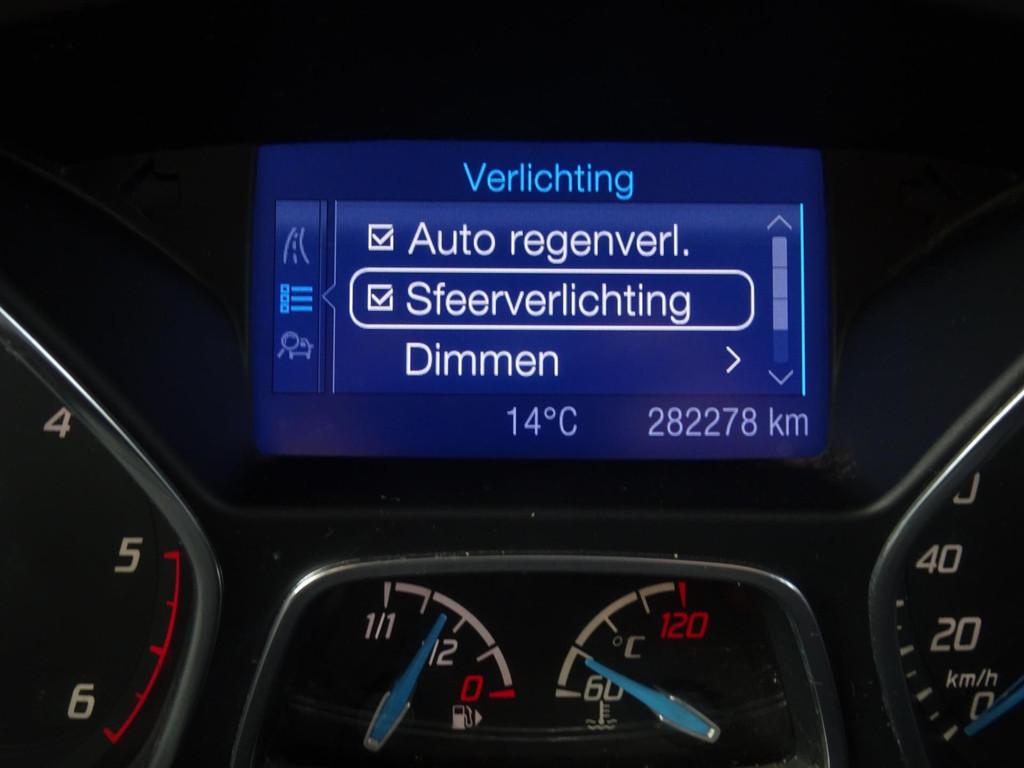 Verlichting
Auto regenverl.
Sfeerverlichting
Dimmen
14°C 282278 km
4
5
6
1/1
1/2
0
°C
120
60
40
20
km/h
0